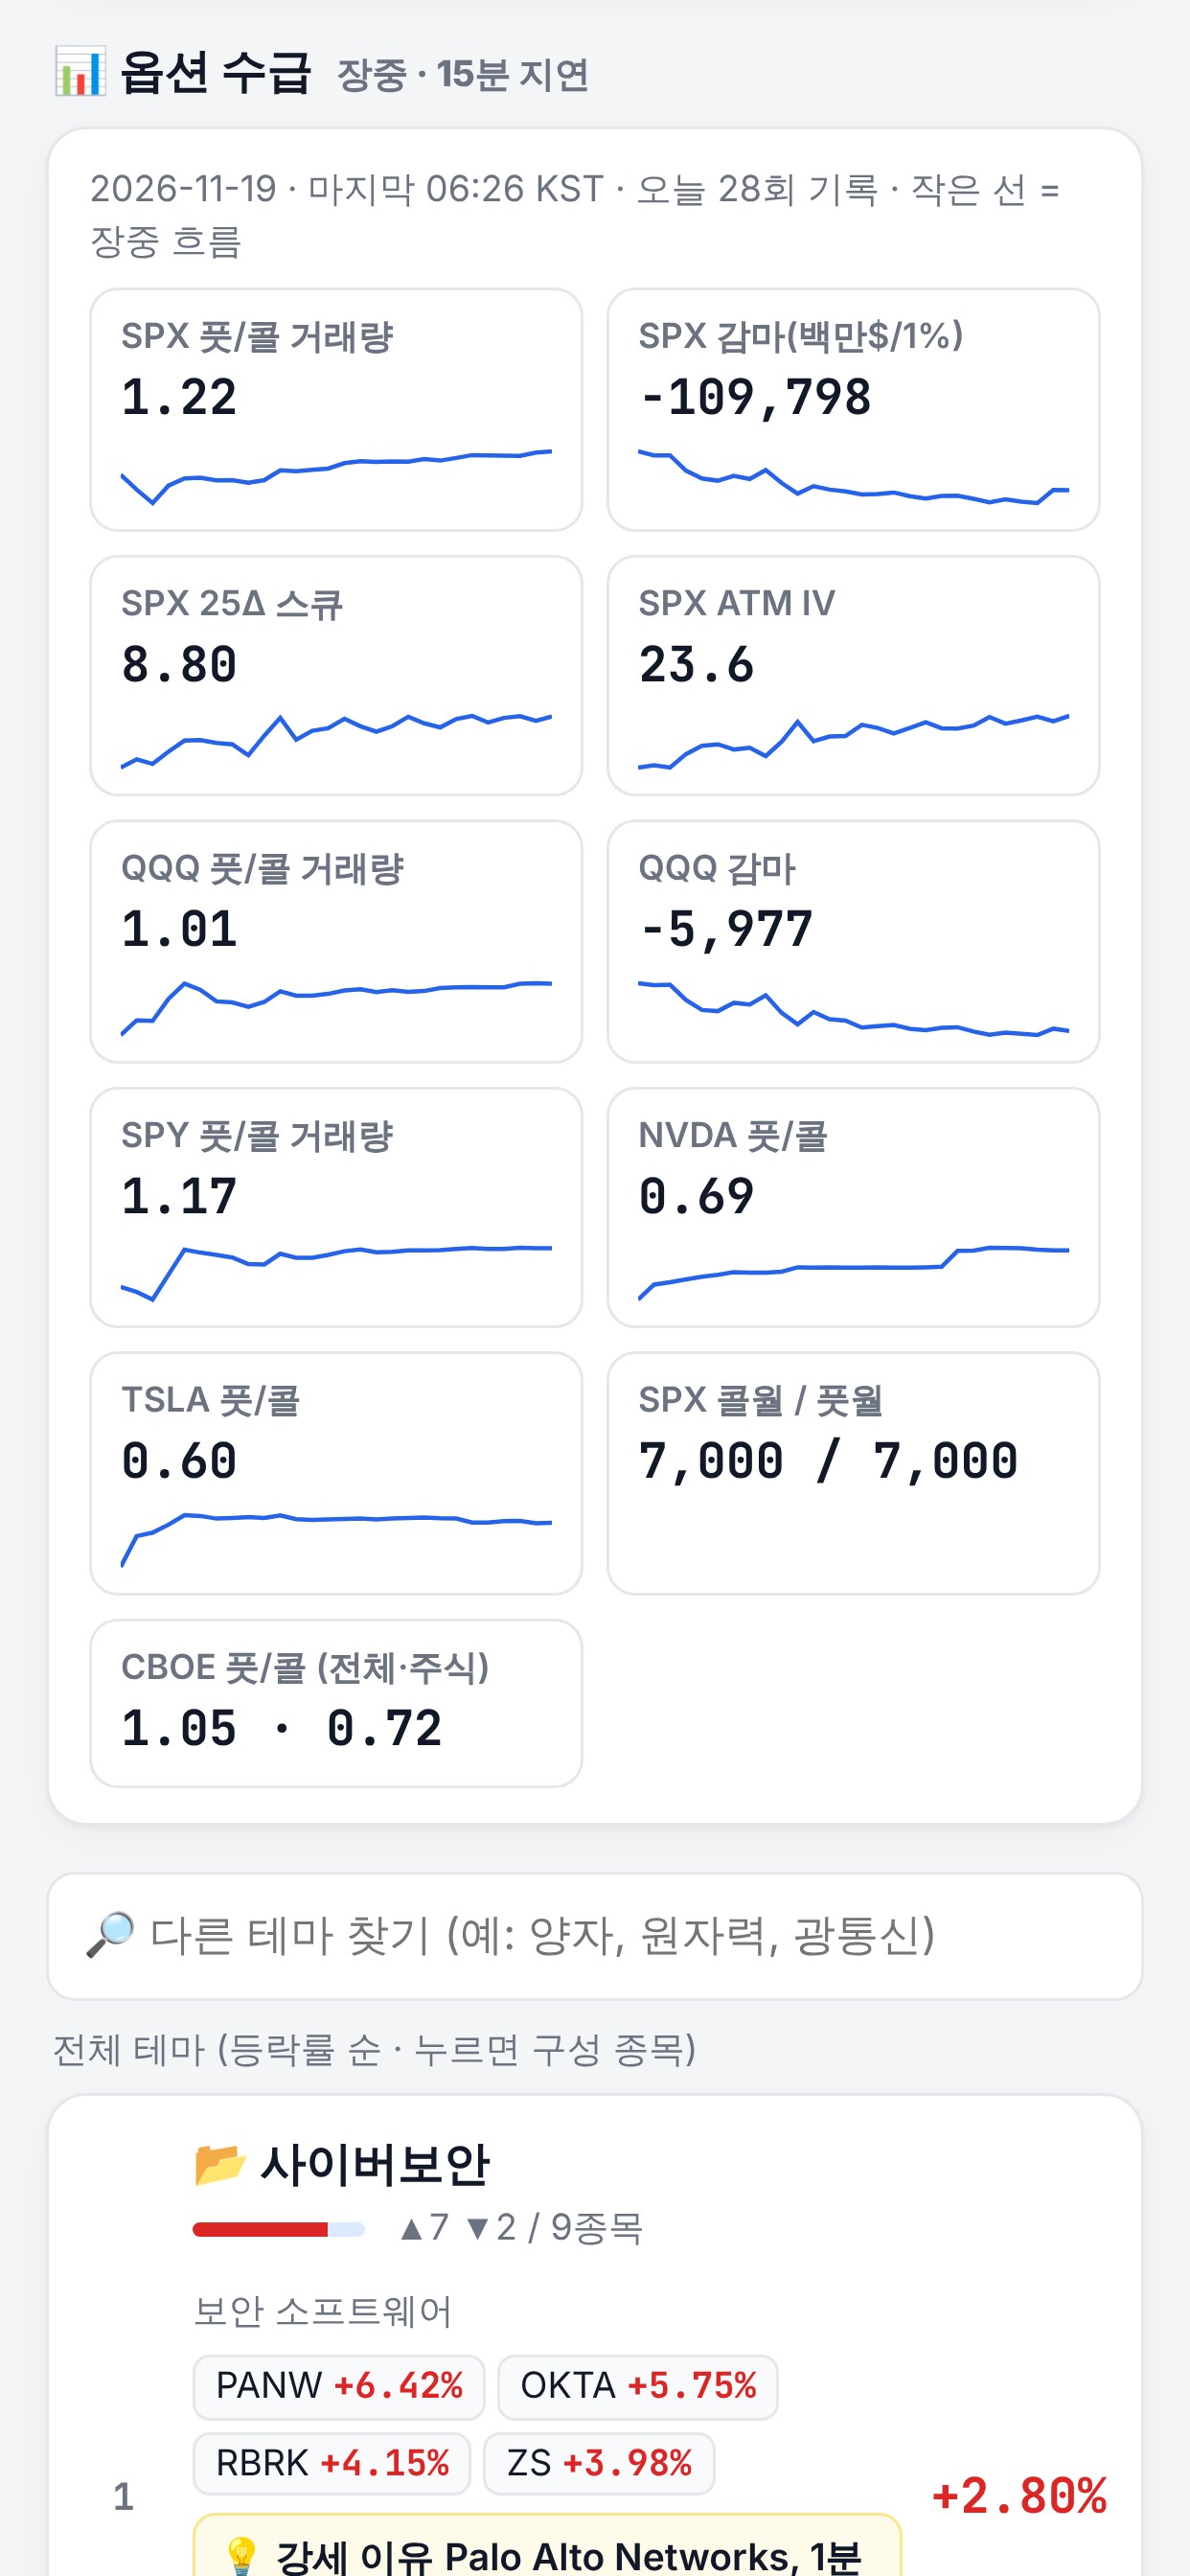 📊 옵션 수급 장중 · 15분 지연
2026-11-19 · 마지막 06:26 KST · 오늘 28회 기록 · 작은 선 =
장중 흐름
SPX 풋/콜 거래량
1.22
SPX 감마(백만$/1%)
-109,798
SPX 25Δ 스큐
8.80
SPX ATM IV
23.6
QQQ 풋/콜 거래량
1.01
QQQ 감마
-5,977
SPY 풋/콜 거래량
1.17
NVDA 풋/콜
0.69
TSLA 풋/콜
0.60
SPX 콜월 / 풋월
7,000 / 7,000
CBOE 풋/콜 (전체·주식)
1.05 · 0.72
🔎 다른 테마 찾기 (예: 양자, 원자력, 광통신)
전체 테마 (등락률 순 · 누르면 구성 종목)
📂 사이버보안
▲7 ▼2 / 9종목
보안 소프트웨어
PANW +6.42% OKTA +5.75%
RBRK +4.15% ZS +3.98%
1
+2.80%
💡 강세 이유 Palo Alto Networks, 1분